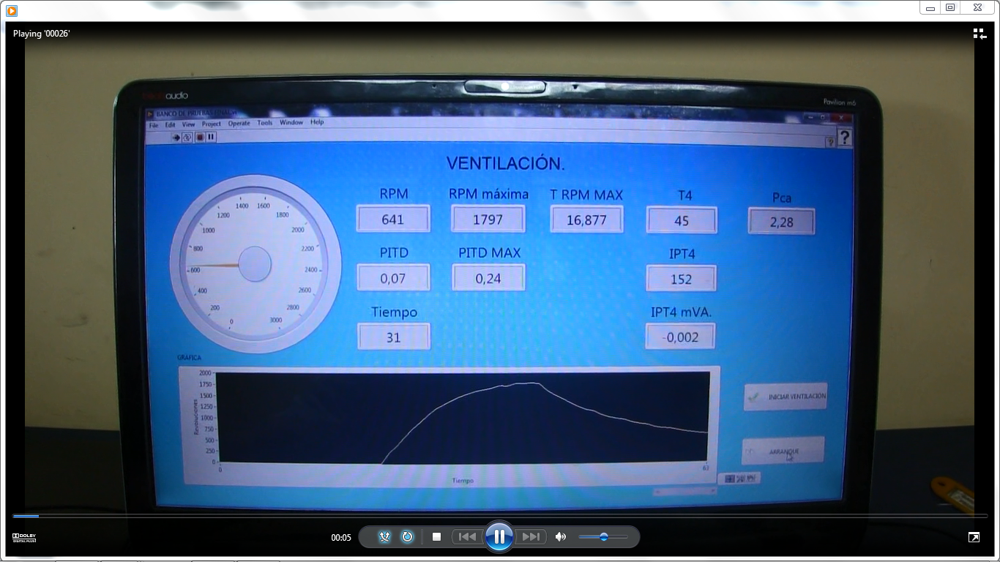 Playing '00026'
beatsaudio
Pavilion m6
BANCO DE PRUEBAS FINAL.vi
File Edit View Project Operate Tools Window Help
?
?
VENTILACIÓN.
RPM
641
RPM máxima
1797
T RPM MAX
16,877
T4
45
Pca
2,28
PITD
0,07
PITD MAX
0,24
IPT4
152
Tiempo
31
IPT4 mVA.
-0,002
0
200
400
600
800
1000
1200
1400
1600
1800
2000
2200
2400
2600
2800
3000
GRÁFICA
Revoluciones
2000
1750
1500
1250
1000
750
500
250
0
0
63
Tiempo
INICIAR VENTILACIÓN
ARRANQUE
DOLBY
DIGITAL PLUS
00:05